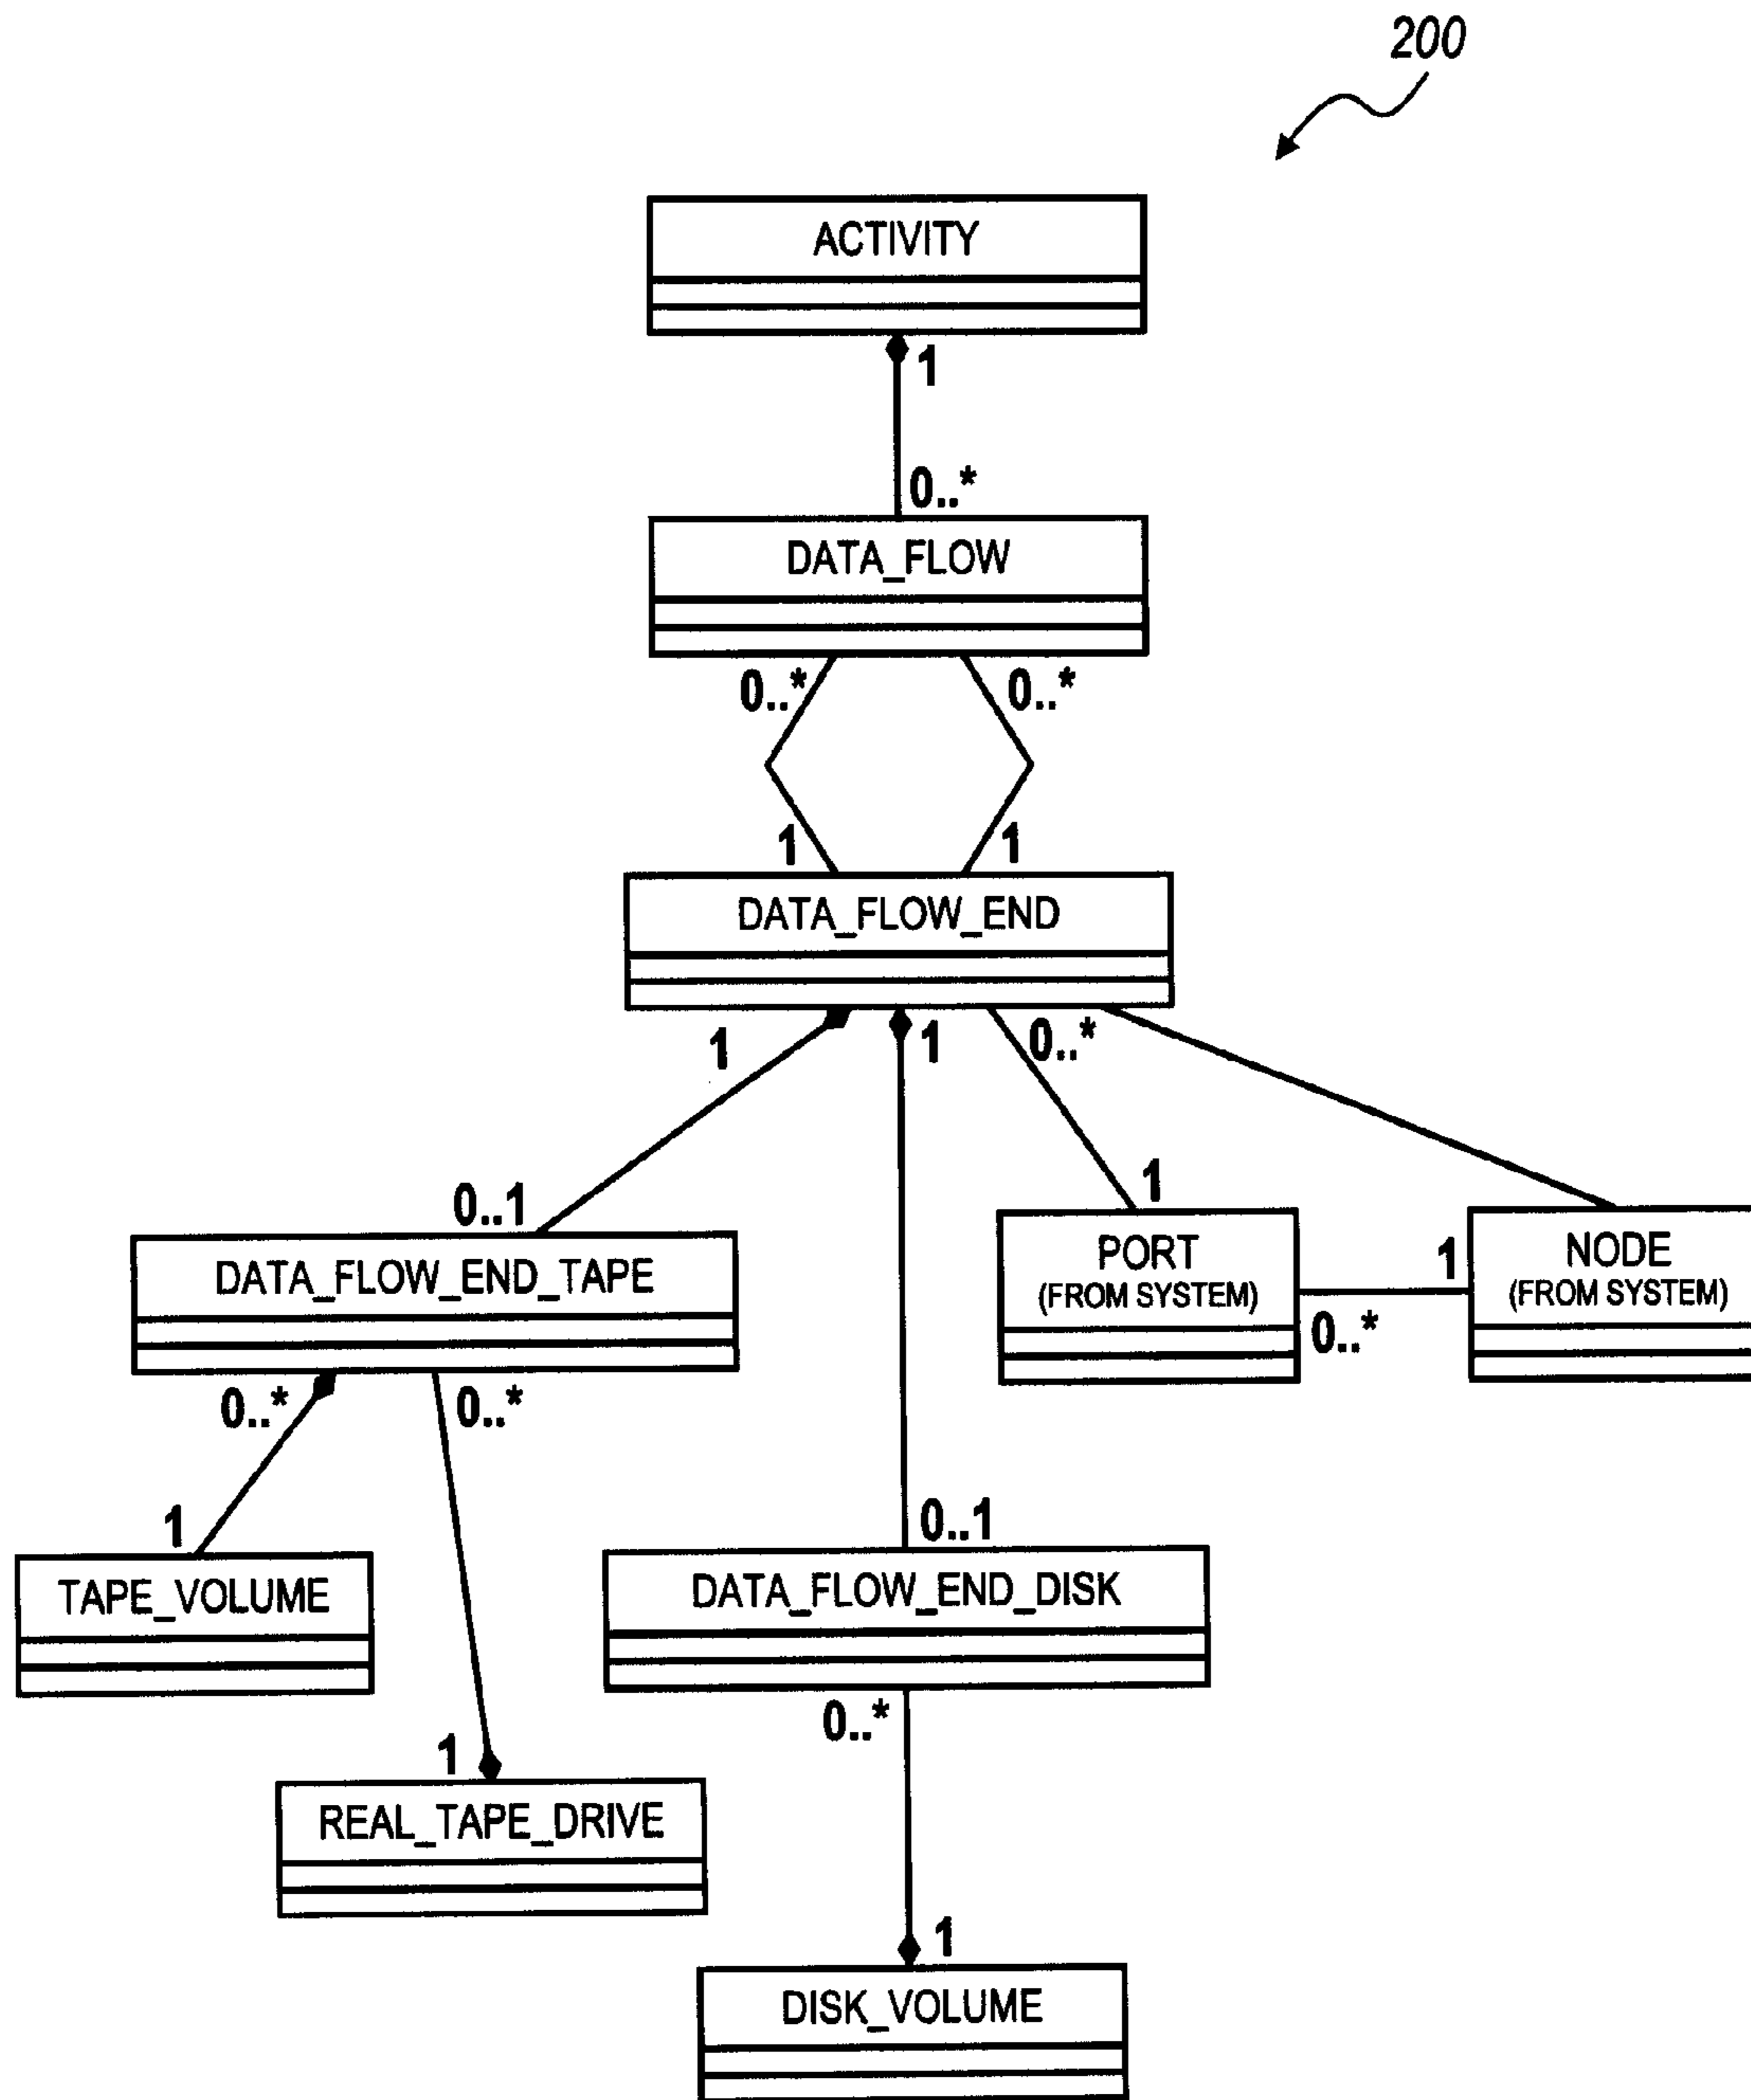 200
ACTIVITY
1
0..*
DATA_FLOW
0..* 0..*
1 1
DATA_FLOW_END
1 1 0..*
0..1 1
DATA_FLOW_END_TAPE
PORT
(FROM SYSTEM)
1
0..*
NODE
(FROM SYSTEM)
0..* 0..*
1 0..1
TAPE_VOLUME
DATA_FLOW_END_DISK
0..*
1
REAL_TAPE_DRIVE
1
DISK_VOLUME